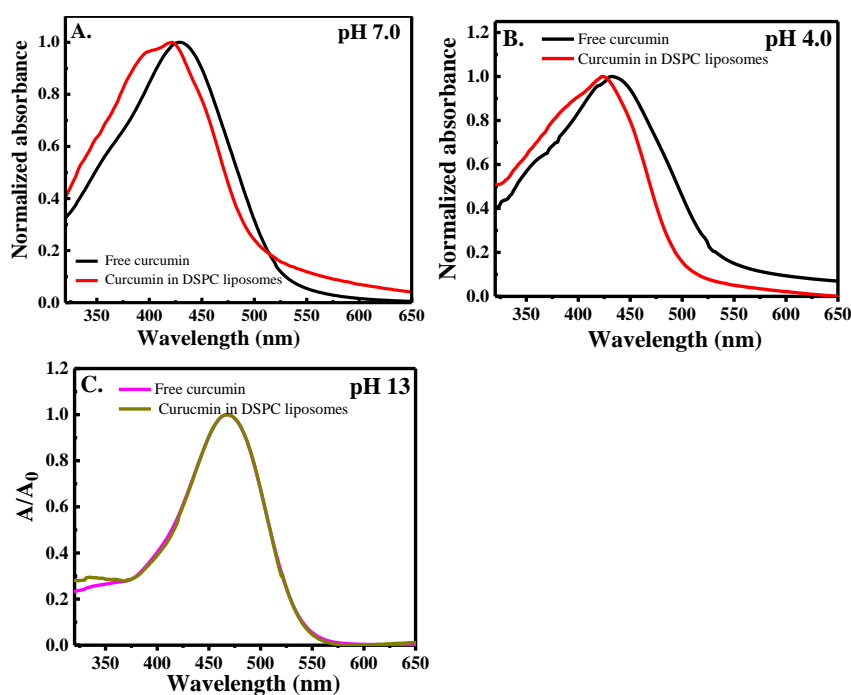 A.
pH 7.0
1.0
0.8
0.6
0.4
0.2
0.0
Normalized absorbance
Free curcumin
Curcumin in DSPC liposomes
350 400 450 500 550 600 650
Wavelength (nm)
B.
pH 4.0
Free curcumin
Curcumin in DSPC liposomes
1.2
1.0
0.8
0.6
0.4
0.2
0.0
Normalized absorbance
350 400 450 500 550 600 650
Wavelength (nm)
C.
pH 13
Free curcumin
Curucmin in DSPC liposomes
1.2
1.0
0.8
0.6
0.4
0.2
0.0
A/A0
350 400 450 500 550 600 650
Wavelength (nm)